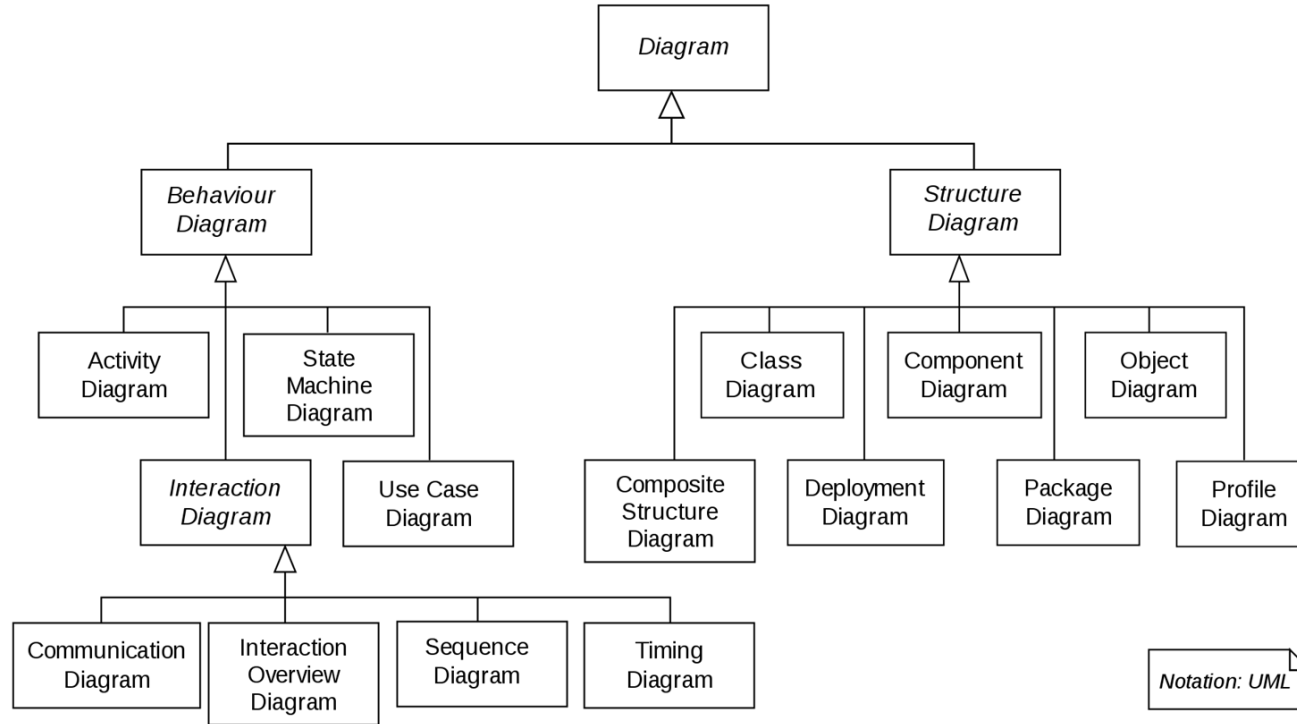 Diagram
Behaviour
Diagram
Structure
Diagram
Activity
Diagram
State
Machine
Diagram
Class
Diagram
Component
Diagram
Object
Diagram
Interaction
Diagram
Use Case
Diagram
Composite
Structure
Diagram
Deployment
Diagram
Package
Diagram
Profile
Diagram
Communication
Diagram
Interaction
Overview
Diagram
Sequence
Diagram
Timing
Diagram
Notation: UML